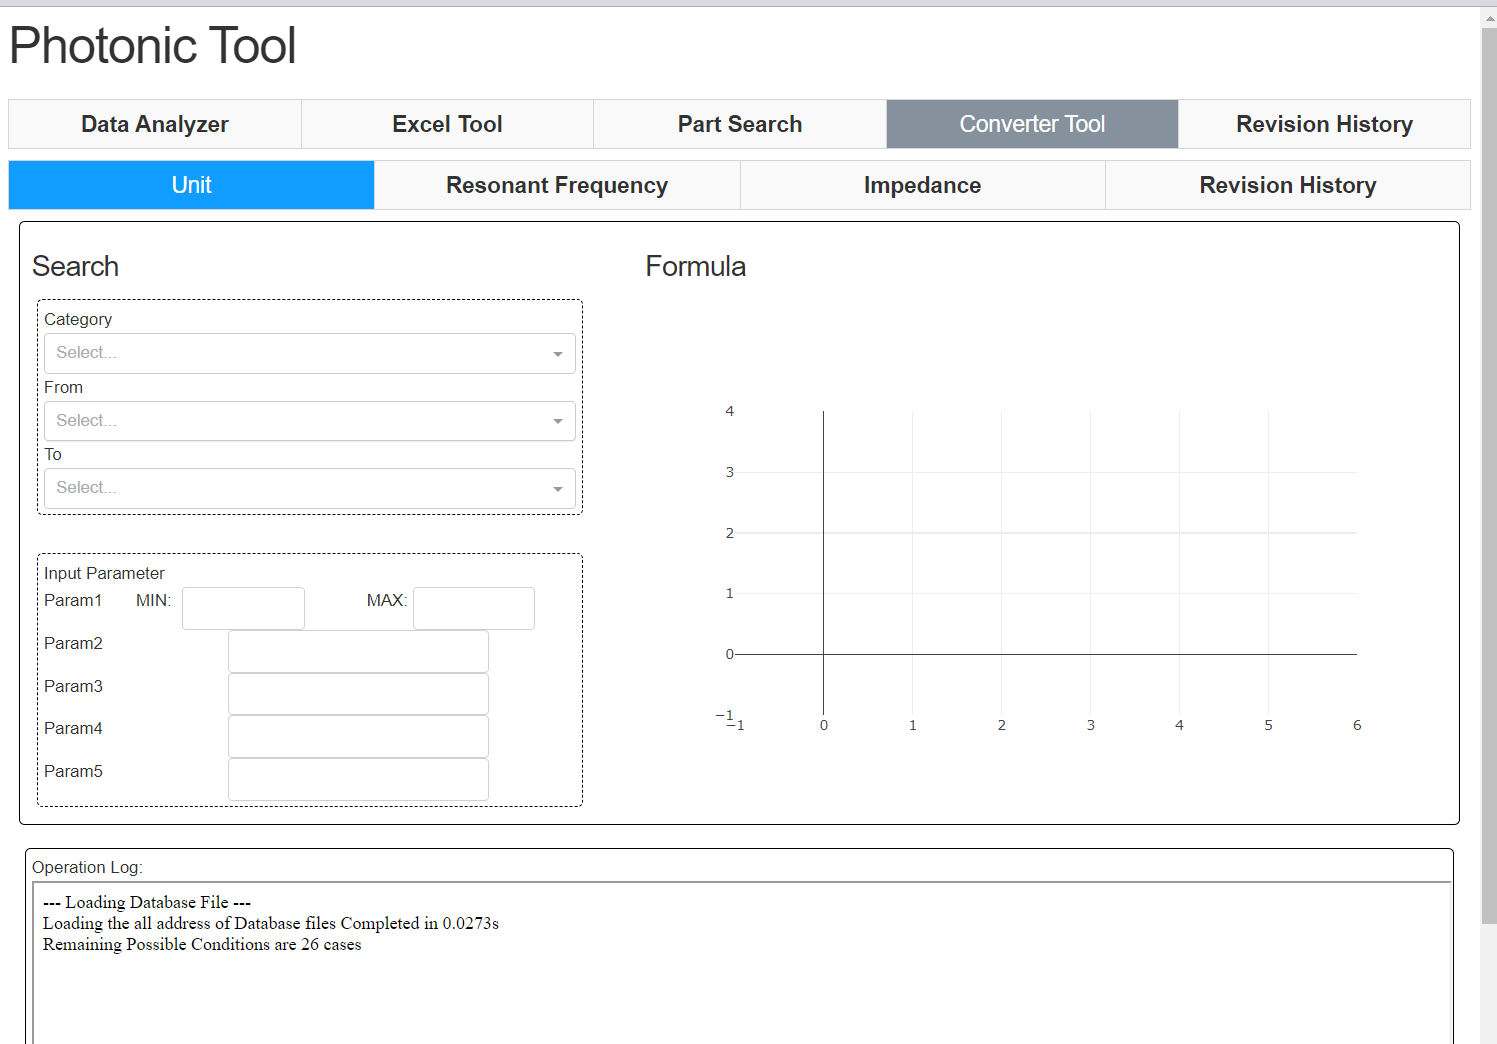 Photonic Tool
Data Analyzer Excel Tool Part Search Converter Tool Revision History
Unit Resonant Frequency Impedance Revision History
Search
Category
Select...
From
Select...
To
Select...
Input Parameter
Param1 MIN: MAX:
Param2
Param3
Param4
Param5
Formula
4
3
2
1
0
−1
−1 0 1 2 3 4 5 6
Operation Log:
--- Loading Database File ---
Loading the all address of Database files Completed in 0.0273s
Remaining Possible Conditions are 26 cases